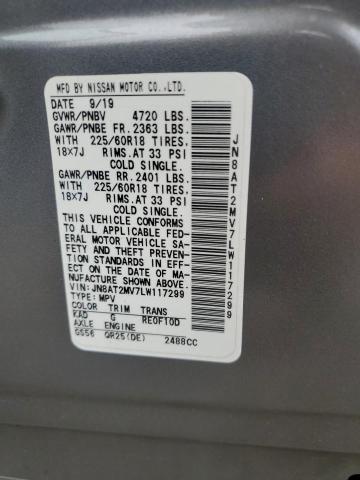 MFD BY NISSAN MOTOR CO.,LTD.
DATE 9/19
GVWR/PNBV 4720 LBS.
GAWR/PNBE FR. 2363 LBS.
WITH 225/60R18 TIRES,
18X7J RIMS, AT 33 PSI
COLD SINGLE.
GAWR/PNBE RR. 2401 LBS.
WITH 225/60R18 TIRES,
18X7J RIMS, AT 33 PSI
COLD SINGLE.
THIS VEHICLE CONFORMS
TO ALL APPLICABLE FED-
ERAL MOTOR VEHICLE SA-
FETY AND THEFT PREVEN-
TION STANDARDS IN EFF-
ECT ON THE DATE OF MA-
NUFACTURE SHOWN ABOVE.
VIN: JN8AT2MV7LW117299
TYPE: MPV
COLOR TRIM TRANS
KAD G RE0F10D
AXLE ENGINE
GS56 QR25(DE) 2488CC
JN8AT2MV7LW117299